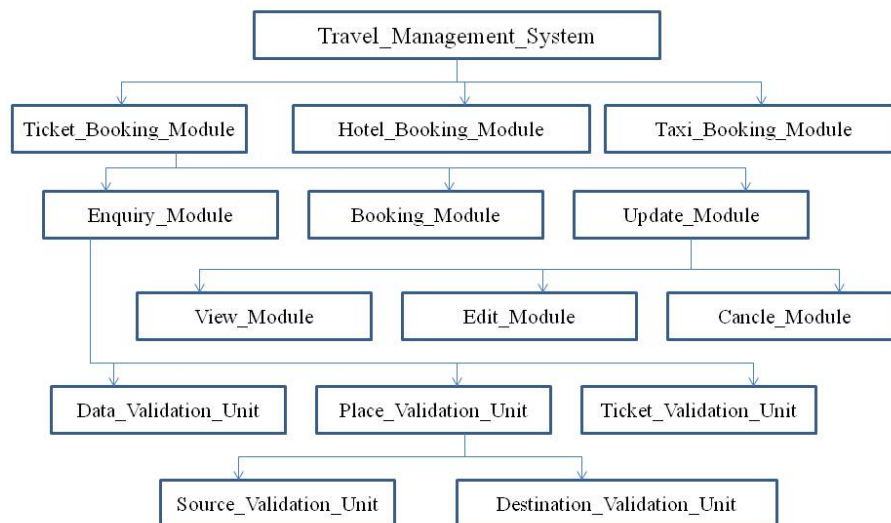 Travel_Management_System
Ticket_Booking_Module
Hotel_Booking_Module
Taxi_Booking_Module
Enquiry_Module
Booking_Module
Update_Module
View_Module
Edit_Module
Cancle_Module
Data_Validation_Unit
Place_Validation_Unit
Ticket_Validation_Unit
Source_Validation_Unit
Destination_Validation_Unit